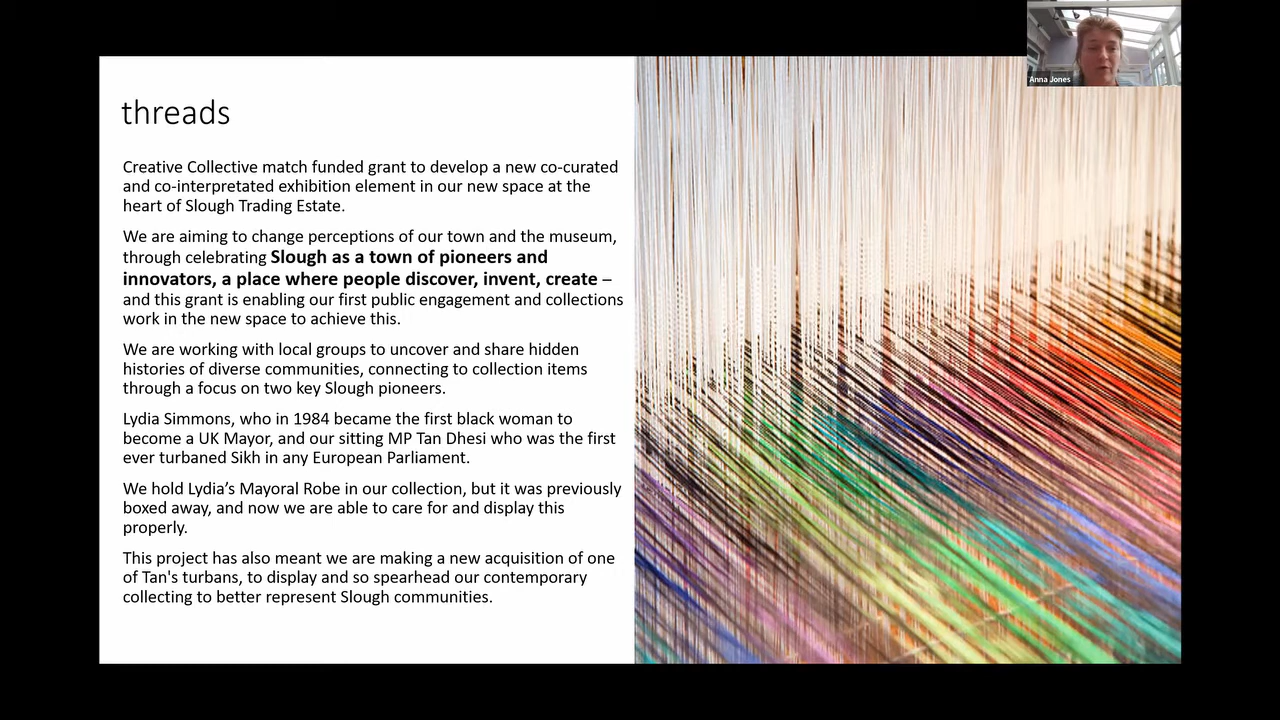 Anna Jones
threads
Creative Collective match funded grant to develop a new co-curated
and co-interpretated exhibition element in our new space at the
heart of Slough Trading Estate.
We are aiming to change perceptions of our town and the museum,
through celebrating Slough as a town of pioneers and
innovators, a place where people discover, invent, create –
and this grant is enabling our first public engagement and collections
work in the new space to achieve this.
We are working with local groups to uncover and share hidden
histories of diverse communities, connecting to collection items
through a focus on two key Slough pioneers.
Lydia Simmons, who in 1984 became the first black woman to
become a UK Mayor, and our sitting MP Tan Dhesi who was the first
ever turbaned Sikh in any European Parliament.
We hold Lydia’s Mayoral Robe in our collection, but it was previously
boxed away, and now we are able to care for and display this
properly.
This project has also meant we are making a new acquisition of one
of Tan's turbans, to display and so spearhead our contemporary
collecting to better represent Slough communities.